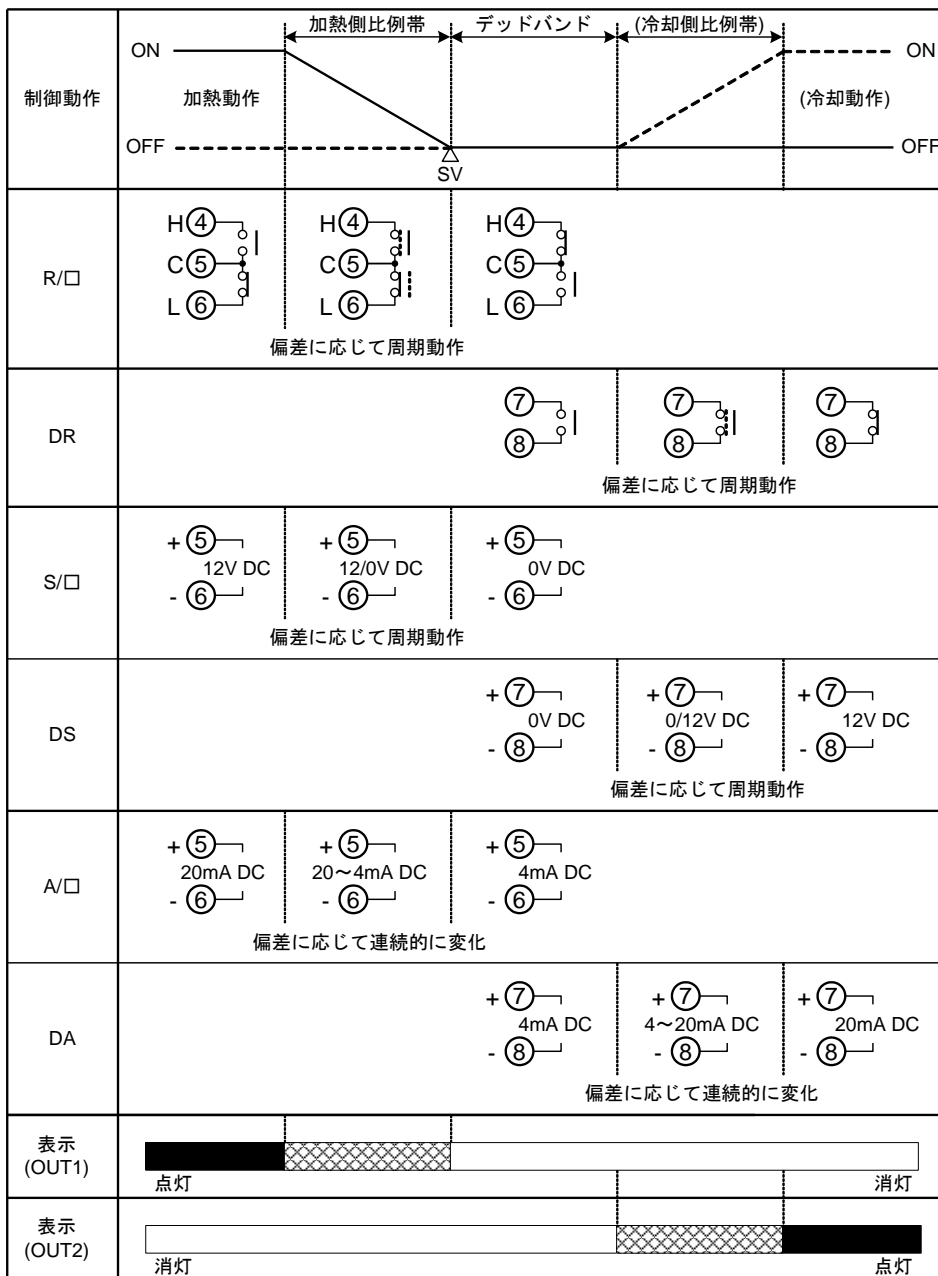 加熱側比例帯 デッドバンド (冷却側比例帯)
ON ON
制御動作 加熱動作 (冷却動作)
OFF OFF
SV
R/□
H④ H④ H④
C⑤ C⑤ C⑤
L⑥ L⑥ L⑥
偏差に応じて周期動作
DR
⑦ ⑦ ⑦
⑧ ⑧ ⑧
偏差に応じて周期動作
S/□
+⑤ +⑤ +⑤
12V DC 12/0V DC 0V DC
-⑥ -⑥ -⑥
偏差に応じて周期動作
DS
+⑦ +⑦ +⑦
0V DC 0/12V DC 12V DC
-⑧ -⑧ -⑧
偏差に応じて周期動作
A/□
+⑤ +⑤ +⑤
20mA DC 20～4mA DC 4mA DC
-⑥ -⑥ -⑥
偏差に応じて連続的に変化
DA
+⑦ +⑦ +⑦
4mA DC 4～20mA DC 20mA DC
-⑧ -⑧ -⑧
偏差に応じて連続的に変化
表示
(OUT1)
点灯 消灯
表示
(OUT2)
消灯 点灯